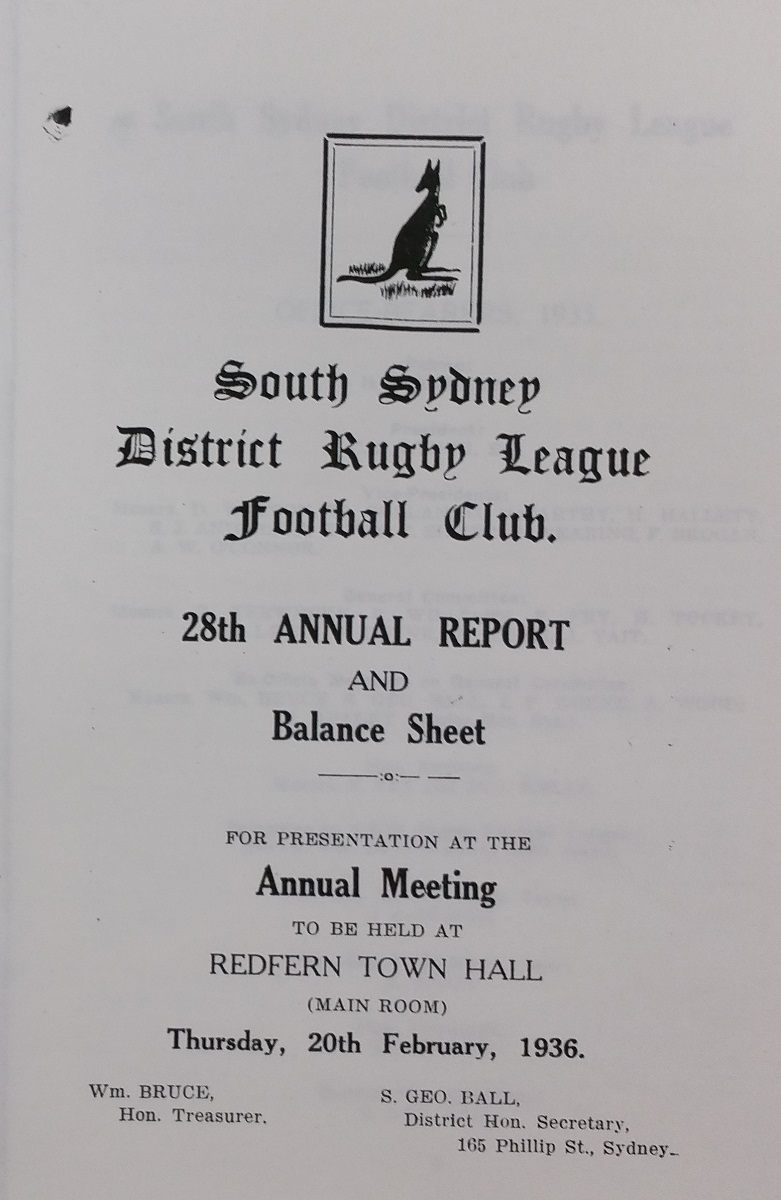 South Sydney
District Rugby League
Football Club.
28th ANNUAL REPORT
AND
Balance Sheet
———:o:— ——
FOR PRESENTATION AT THE
Annual Meeting
TO BE HELD AT
REDFERN TOWN HALL
(MAIN ROOM)
Thursday, 20th February, 1936.
Wm. BRUCE,
Hon. Treasurer.
S. GEO. BALL,
District Hon. Secretary,
165 Phillip St., Sydney.